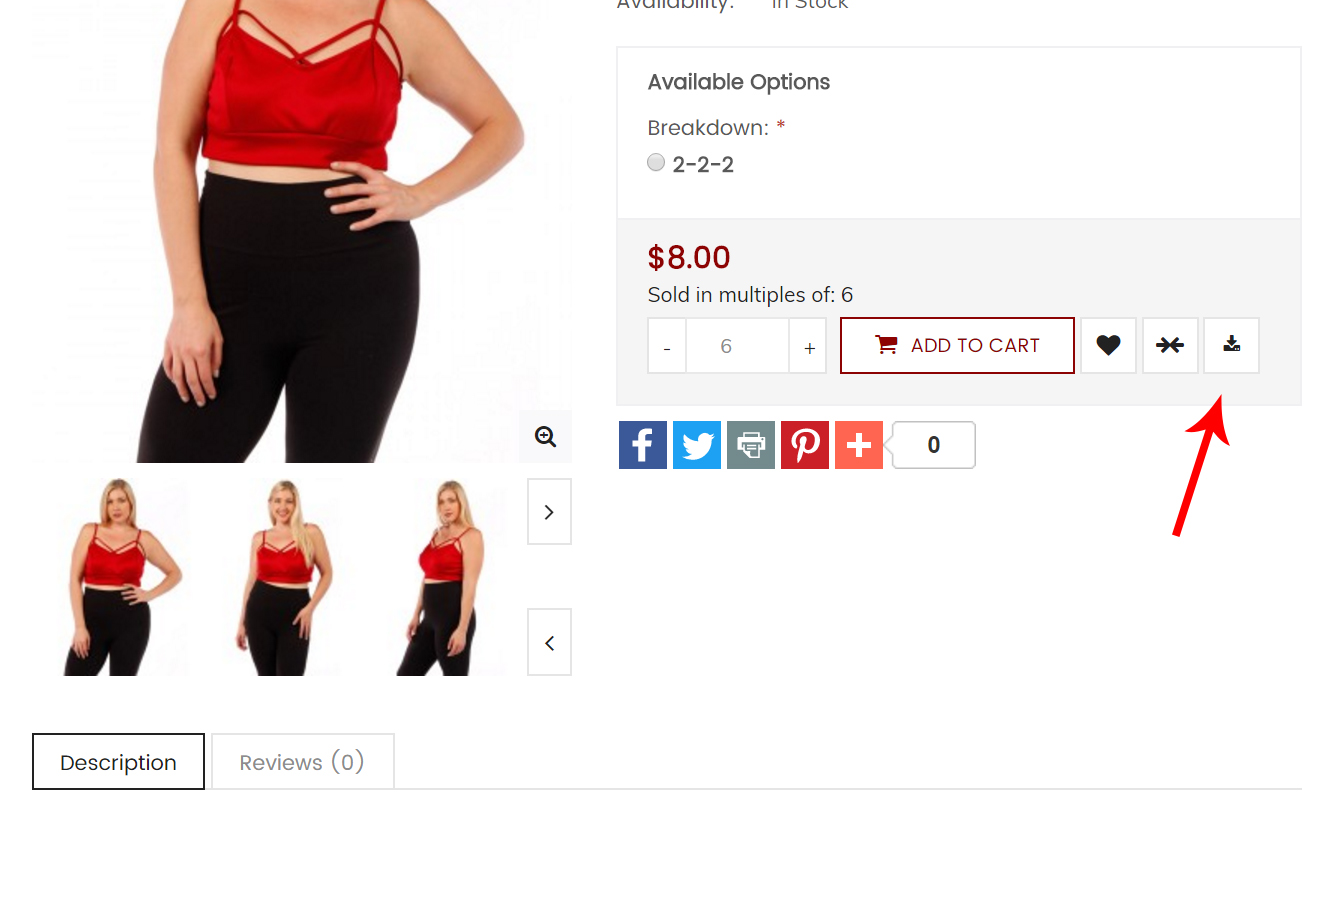 Availability: In Stock
Available Options
Breakdown: *
2-2-2
$8.00
Sold in multiples of: 6
- 6 + ADD TO CART
0
Description
Reviews (0)